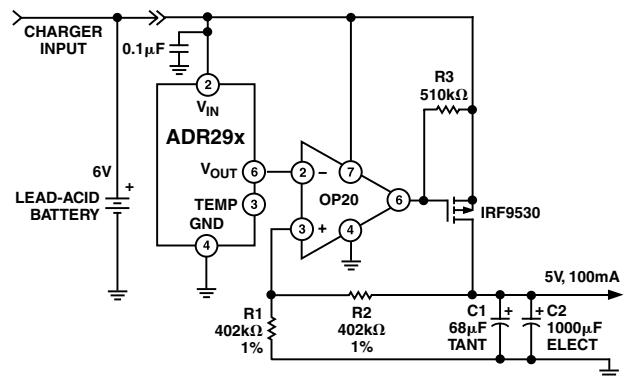 CHARGER
INPUT
0.1µF
2
VIN
ADR29x
VOUT
6
TEMP
3
GND
4
6V
+
LEAD-ACID
BATTERY
2
–
7
OP20
6
3
+
4
R3
510kΩ
IRF9530
5V, 100mA
R1
402kΩ
1%
R2
402kΩ
1%
C1
68µF
TANT
+
+
C2
1000µF
ELECT